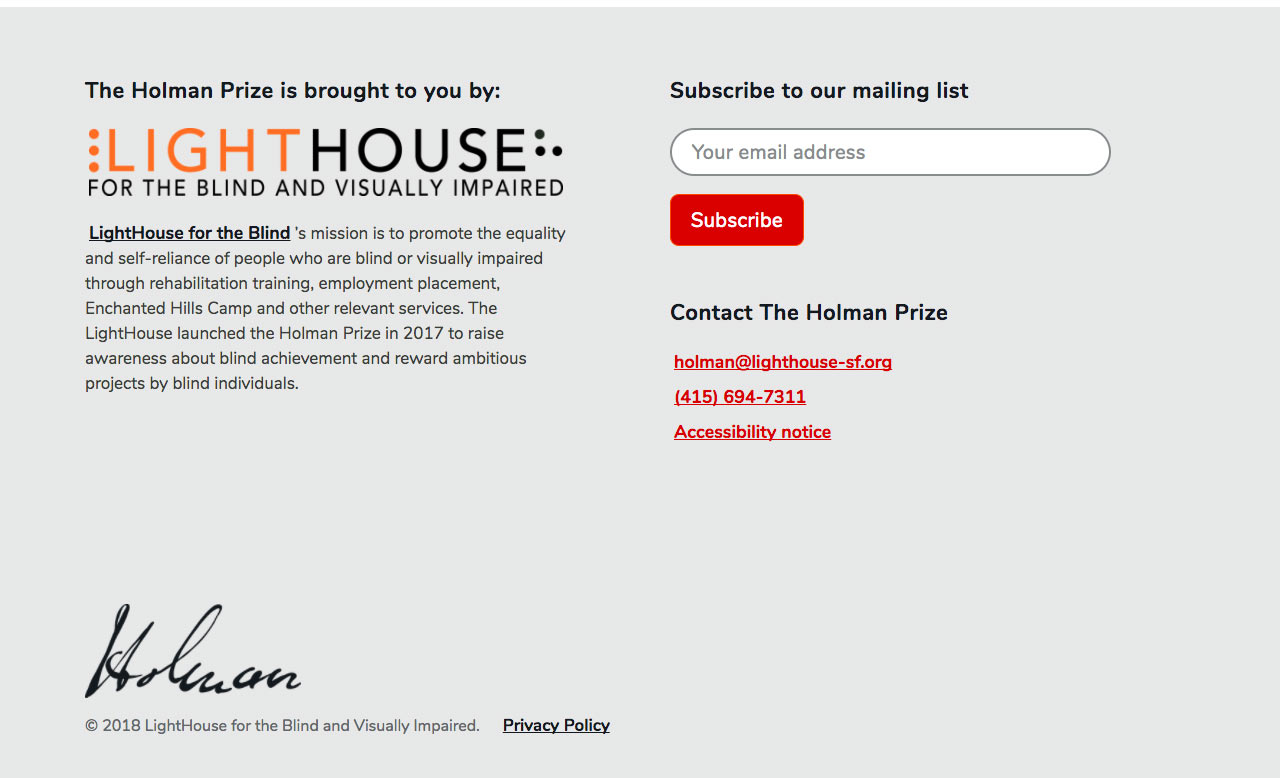 The Holman Prize is brought to you by:
LIGHTHOUSE
FOR THE BLIND AND VISUALLY IMPAIRED
LightHouse for the Blind 's mission is to promote the equality
and self-reliance of people who are blind or visually impaired
through rehabilitation training, employment placement,
Enchanted Hills Camp and other relevant services. The
LightHouse launched the Holman Prize in 2017 to raise
awareness about blind achievement and reward ambitious
projects by blind individuals.
Subscribe to our mailing list
Your email address
Subscribe
Contact The Holman Prize
holman@lighthouse-sf.org
(415) 694-7311
Accessibility notice
Holman
© 2018 LightHouse for the Blind and Visually Impaired. Privacy Policy